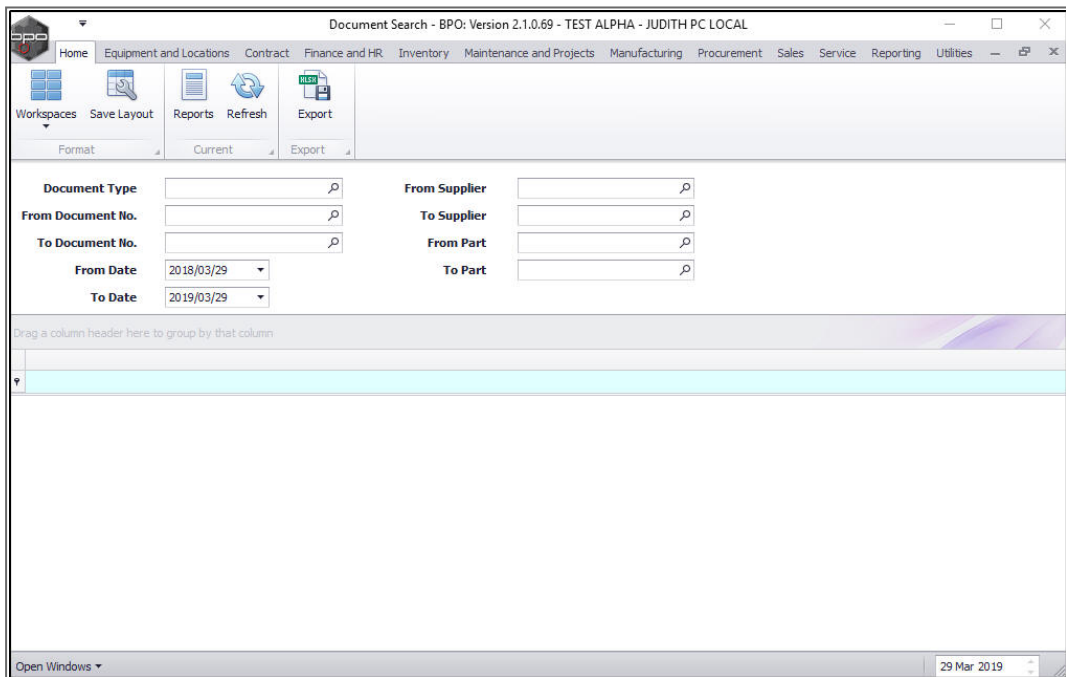 Document Search - BPO: Version 2.1.0.69 - TEST ALPHA - JUDITH PC LOCAL
bpo
Home Equipment and Locations Contract Finance and HR Inventory Maintenance and Projects Manufacturing Procurement Sales Service Reporting Utilities
XLSX
Workspaces Save Layout Reports Refresh Export
Format Current Export
Document Type From Supplier
From Document No. To Supplier
To Document No. From Part
From Date 2018/03/29 To Part
To Date 2019/03/29
Drag a column header here to group by that column
Open Windows 29 Mar 2019